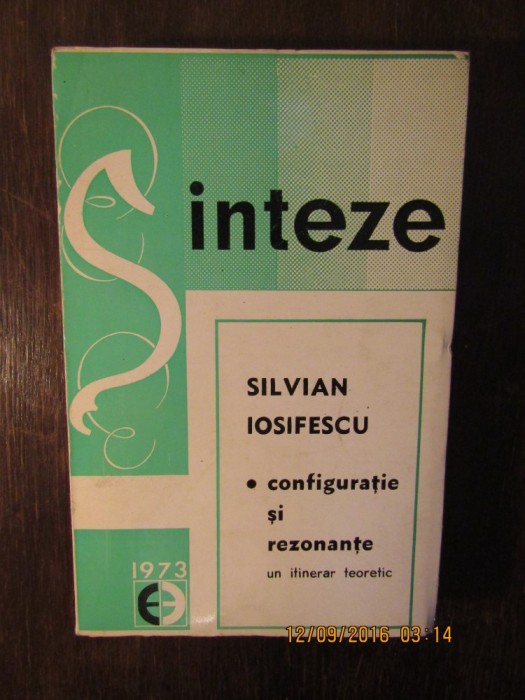 Sinteze
SILVIAN
IOSIFESCU
• configurație
și
rezonanțe
un itinerar teoretic
1973
12/09/2016 03:14